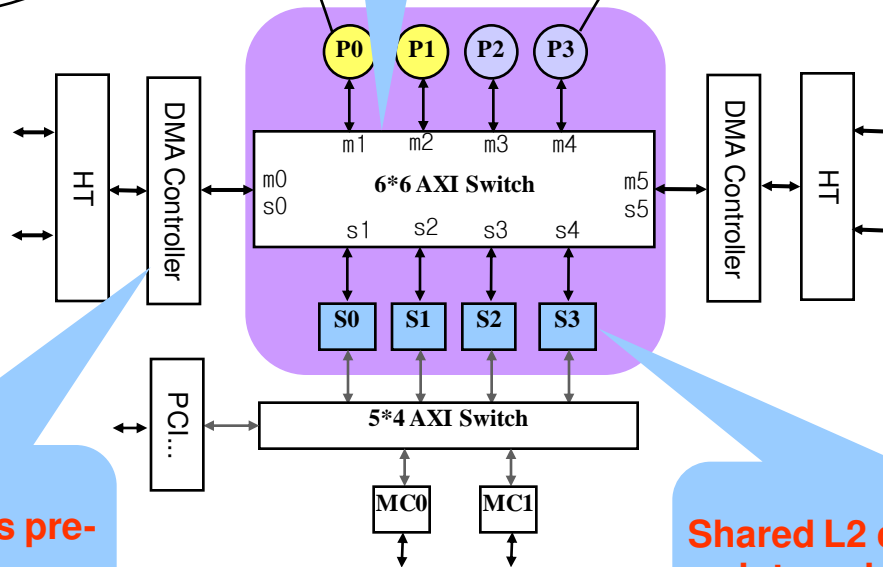 P0 P1 P2 P3
m1 m2 m3 m4
HT
DMA Controller
m0
s0
6*6 AXI Switch
m5
s5
DMA Controller
HT
s1 s2 s3 s4
S0 S1 S2 S3
PCI...
5*4 AXI Switch
MC0 MC1
s pre-
Shared L2